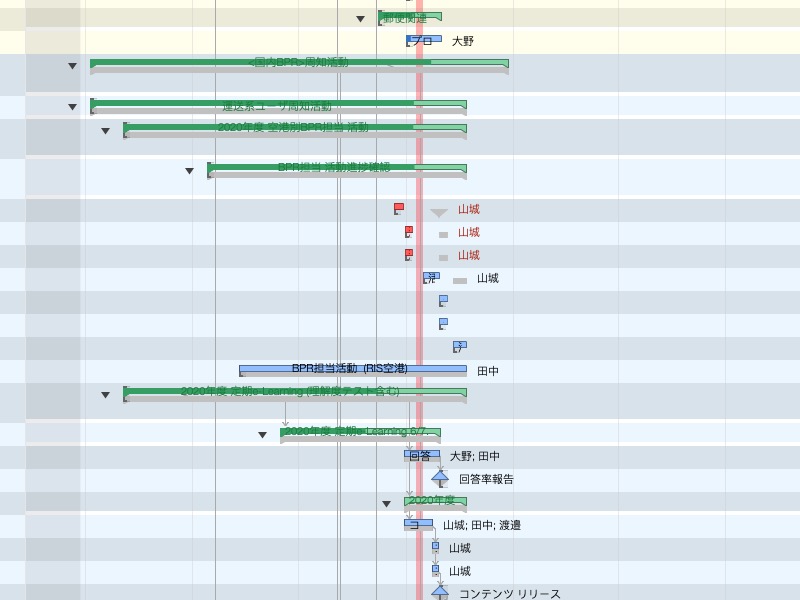 郵便関連
プロ 大野
<国内BPR>周知活動
運送系ユーザ周知活動
2020年度 空港別BPR担当 活動
BPR担当 活動進捗確認
山城
山城
山城
山城
BPR担当活動 (RIS空港) 田中
2020年度 定期e-Learning (理解度テスト含む)
2020年度 定期e-Learning 6/7..
回答 大野; 田中
回答率報告
2020年度
コ 山城; 田中; 渡邉
山城
山城
コンテンツ リリース